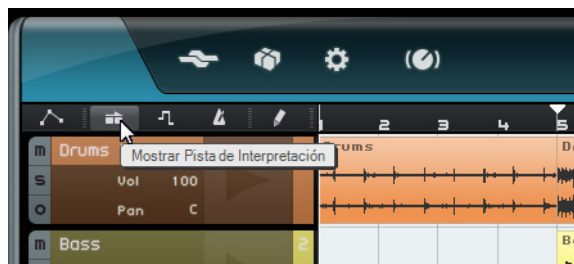 1 2 3 4 5
m Drums Drums D
Mostrar Pista de Interpretación
S Vol 100
O Pan C
m Bass 2 B